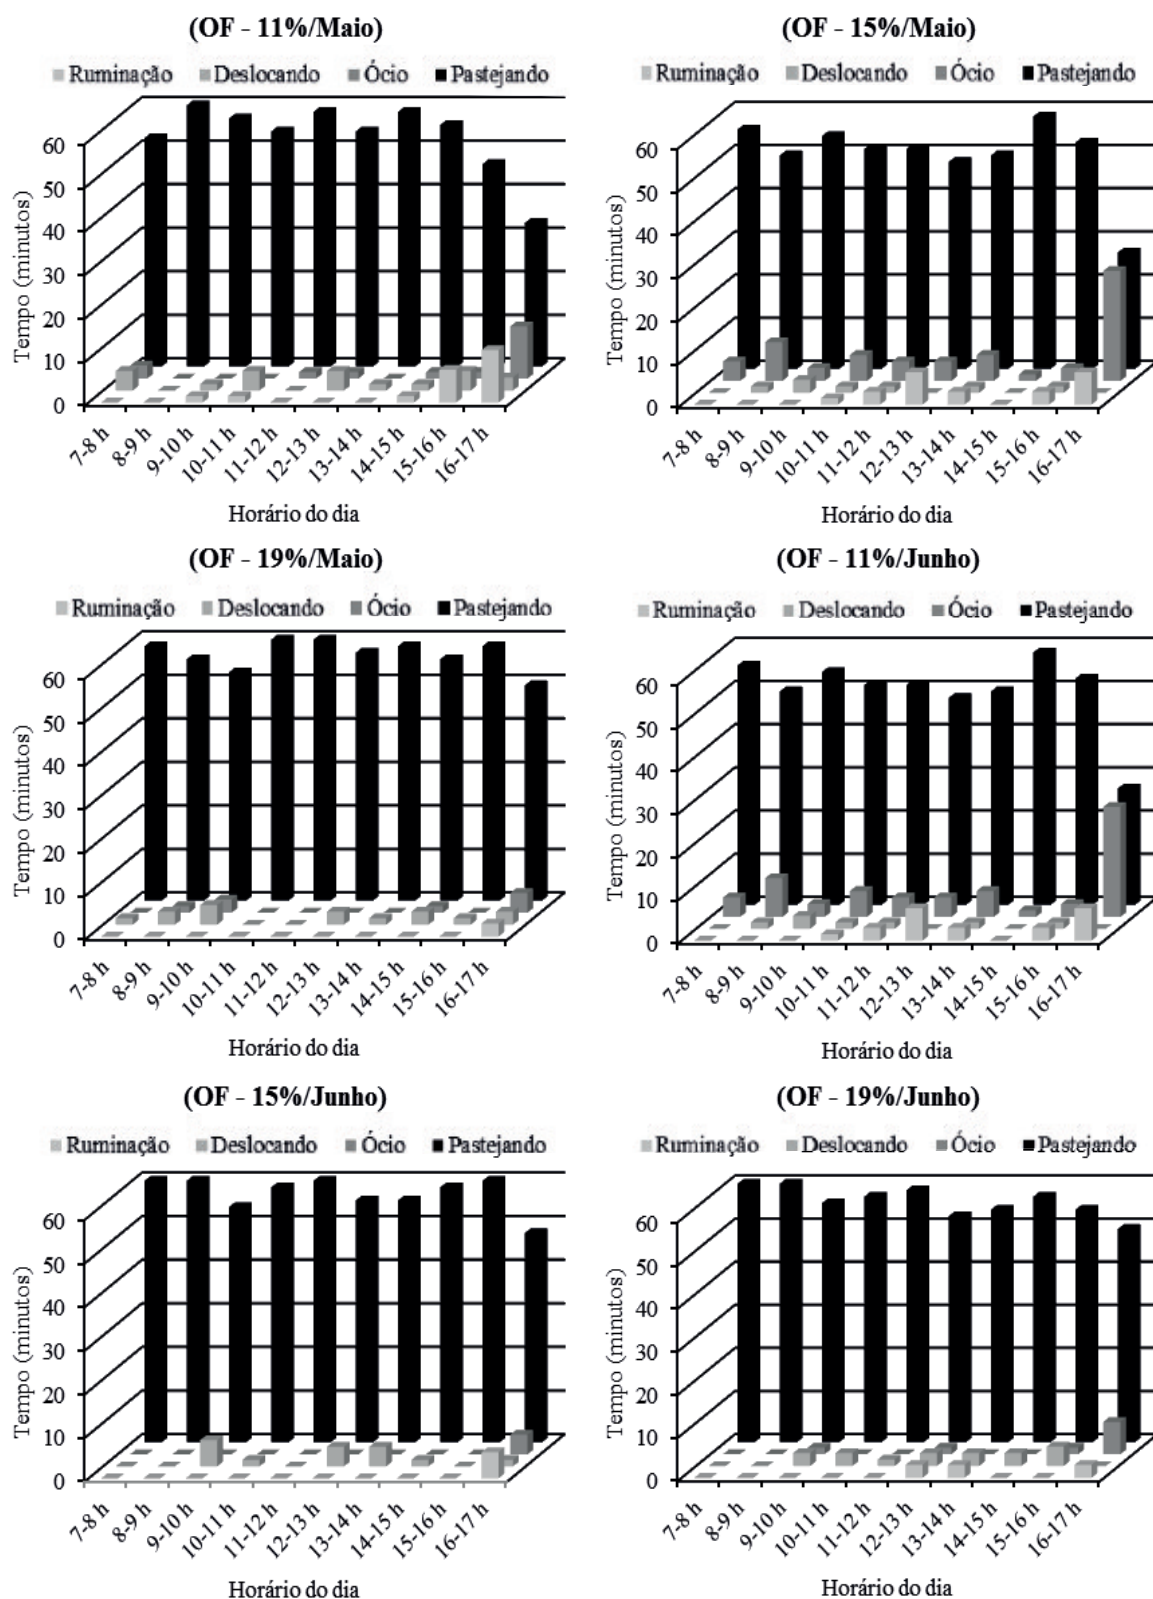 (OF - 11%/Maio)
Ruminação Deslocando Ócio Pastejando
Tempo (minutos)
60
50
40
30
20
10
0
7-8 h
8-9 h
9-10 h
10-11 h
11-12 h
12-13 h
13-14 h
14-15 h
15-16 h
16-17 h
Horário do dia
(OF - 15%/Maio)
Ruminação Deslocando Ócio Pastejando
Tempo (minutos)
60
50
40
30
20
10
0
7-8 h
8-9 h
9-10 h
10-11 h
11-12 h
12-13 h
13-14 h
14-15 h
15-16 h
16-17 h
Horário do dia
(OF - 19%/Maio)
Ruminação Deslocando Ócio Pastejando
Tempo (minutos)
60
50
40
30
20
10
0
7-8 h
8-9 h
9-10 h
10-11 h
11-12 h
12-13 h
13-14 h
14-15 h
15-16 h
16-17 h
Horário do dia
(OF - 11%/Junho)
Ruminação Deslocando Ócio Pastejando
Tempo (minutos)
60
50
40
30
20
10
0
7-8 h
8-9 h
9-10 h
10-11 h
11-12 h
12-13 h
13-14 h
14-15 h
15-16 h
16-17 h
Horário do dia
(OF - 15%/Junho)
Ruminação Deslocando Ócio Pastejando
Tempo (minutos)
60
50
40
30
20
10
0
7-8 h
8-9 h
9-10 h
10-11 h
11-12 h
12-13 h
13-14 h
14-15 h
15-16 h
16-17 h
Horário do dia
(OF - 19%/Junho)
Ruminação Deslocando Ócio Pastejando
Tempo (minutos)
60
50
40
30
20
10
0
7-8 h
8-9 h
9-10 h
10-11 h
11-12 h
12-13 h
13-14 h
14-15 h
15-16 h
16-17 h
Horário do dia